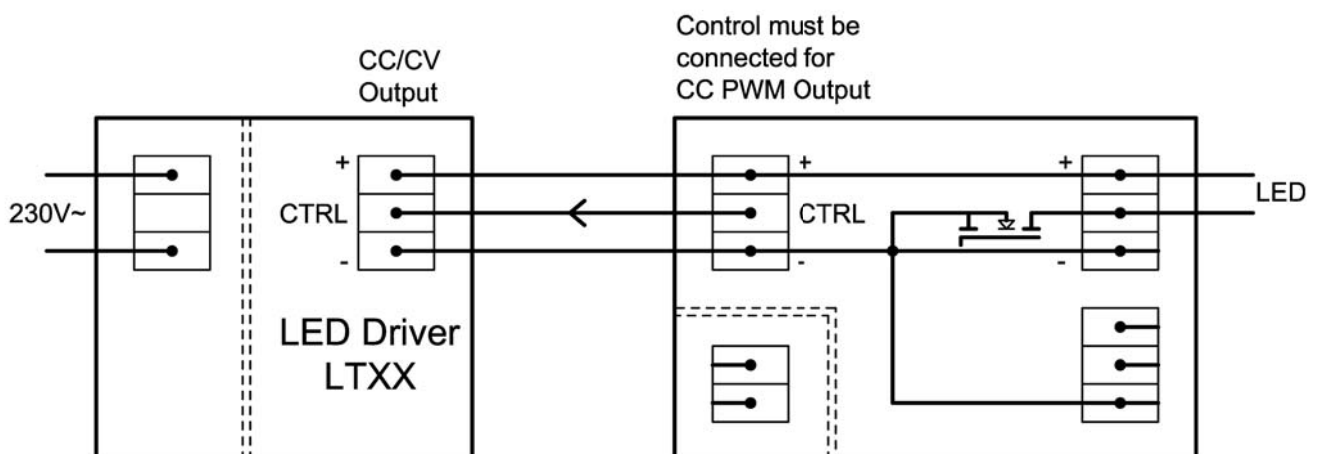 Control must be
connected for
CC PWM Output
CC/CV
Output
+
+
+
230V~
CTRL
CTRL
LED
-
-
-
LED Driver
LTXX